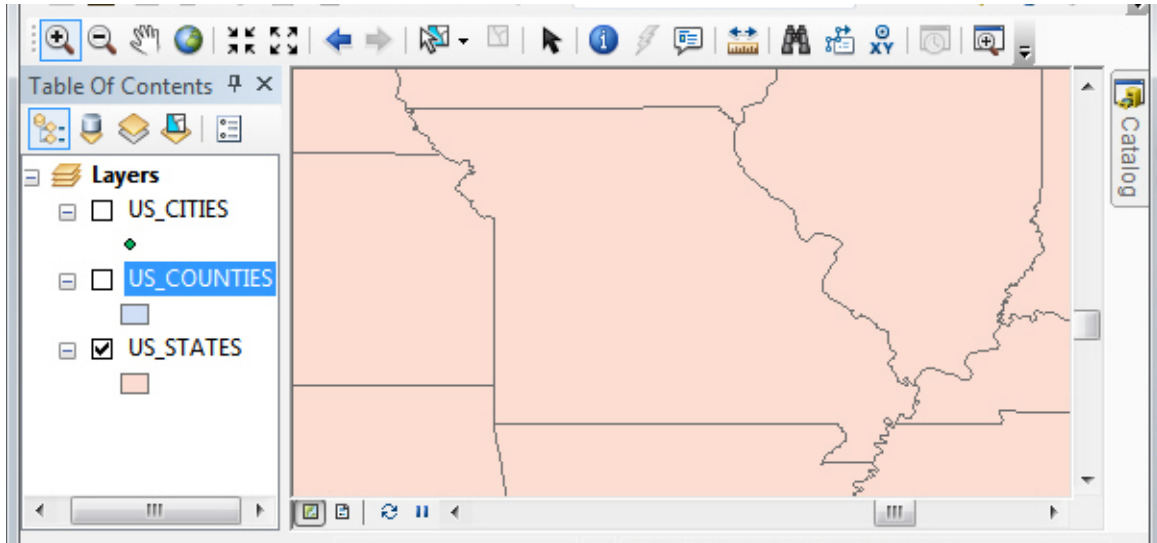 XY
Table Of Contents
Layers
US_CITIES
US_COUNTIES
US_STATES
Catalog